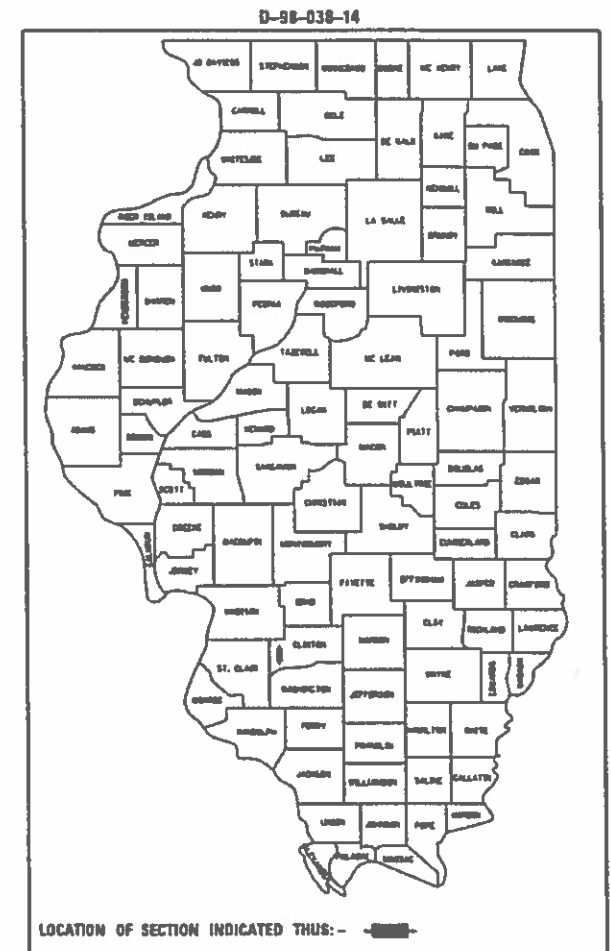 D-98-038-14
JO DAVIESS STEPHENSON WINNEBAGO BOONE MC HENRY LAKE
CARROLL OGLE
DE KALB KANE DU PAGE COOK
WHITESIDE LEE
KENDALL WILL
ROCK ISLAND HENRY BUREAU LA SALLE GRUNDY
MERCER PUTNAM KANKAKEE
STARK MARSHALL
HENDERSON WARREN KNOX PEORIA WOODFORD LIVINGSTON IROQUOIS
HANCOCK MC DONOUGH FULTON TAZEWELL MC LEAN FORD
SCHUYLER MASON LOGAN DE WITT CHAMPAIGN VERMILION
ADAMS BROWN CASS MENARD PIATT
MACON
MORGAN SANGAMON DOUGLAS EDGAR
PIKE SCOTT MOULTRIE
CHRISTIAN COLES
GREENE SHELBY
CALHOUN MACOUPIN MONTGOMERY CUMBERLAND CLARK
JERSEY FAYETTE EFFINGHAM JASPER CRAWFORD
MADISON BOND
CLAY RICHLAND LAWRENCE
CLINTON MARION
ST. CLAIR WAYNE EDWARDS WABASH
WASHINGTON JEFFERSON
MONROE
RANDOLPH PERRY HAMILTON WHITE
FRANKLIN
JACKSON WILLIAMSON SALINE GALLATIN
UNION JOHNSON POPE HARDIN
ALEXANDER PULASKI MASSAC
LOCATION OF SECTION INDICATED THUS:-